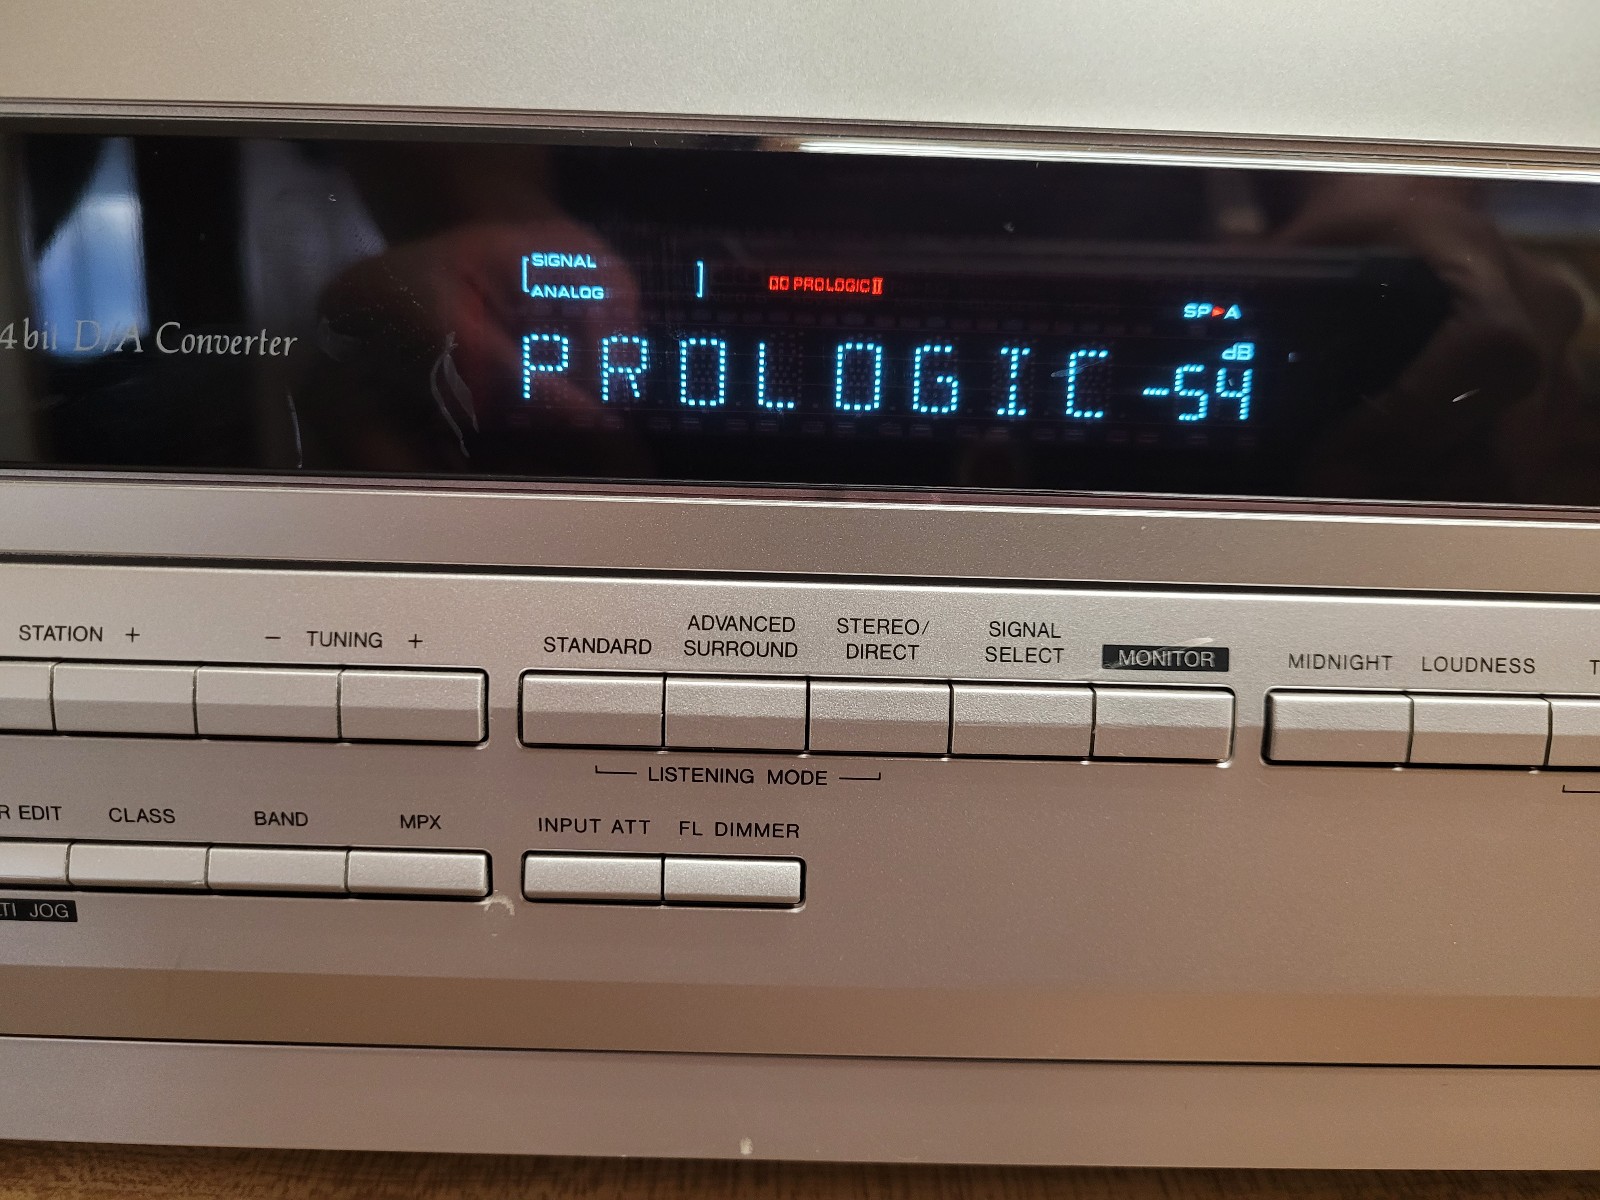 SIGNAL
ANALOG
PROLOGIC II
SP▶A
4bit D/A Converter
dB
PROLOGIC -54
STATION +
− TUNING +
STANDARD
ADVANCED
SURROUND
STEREO/
DIRECT
SIGNAL
SELECT
MONITOR
MIDNIGHT
LOUDNESS
LISTENING MODE
R EDIT
CLASS
BAND
MPX
INPUT ATT
FL DIMMER
TI JOG